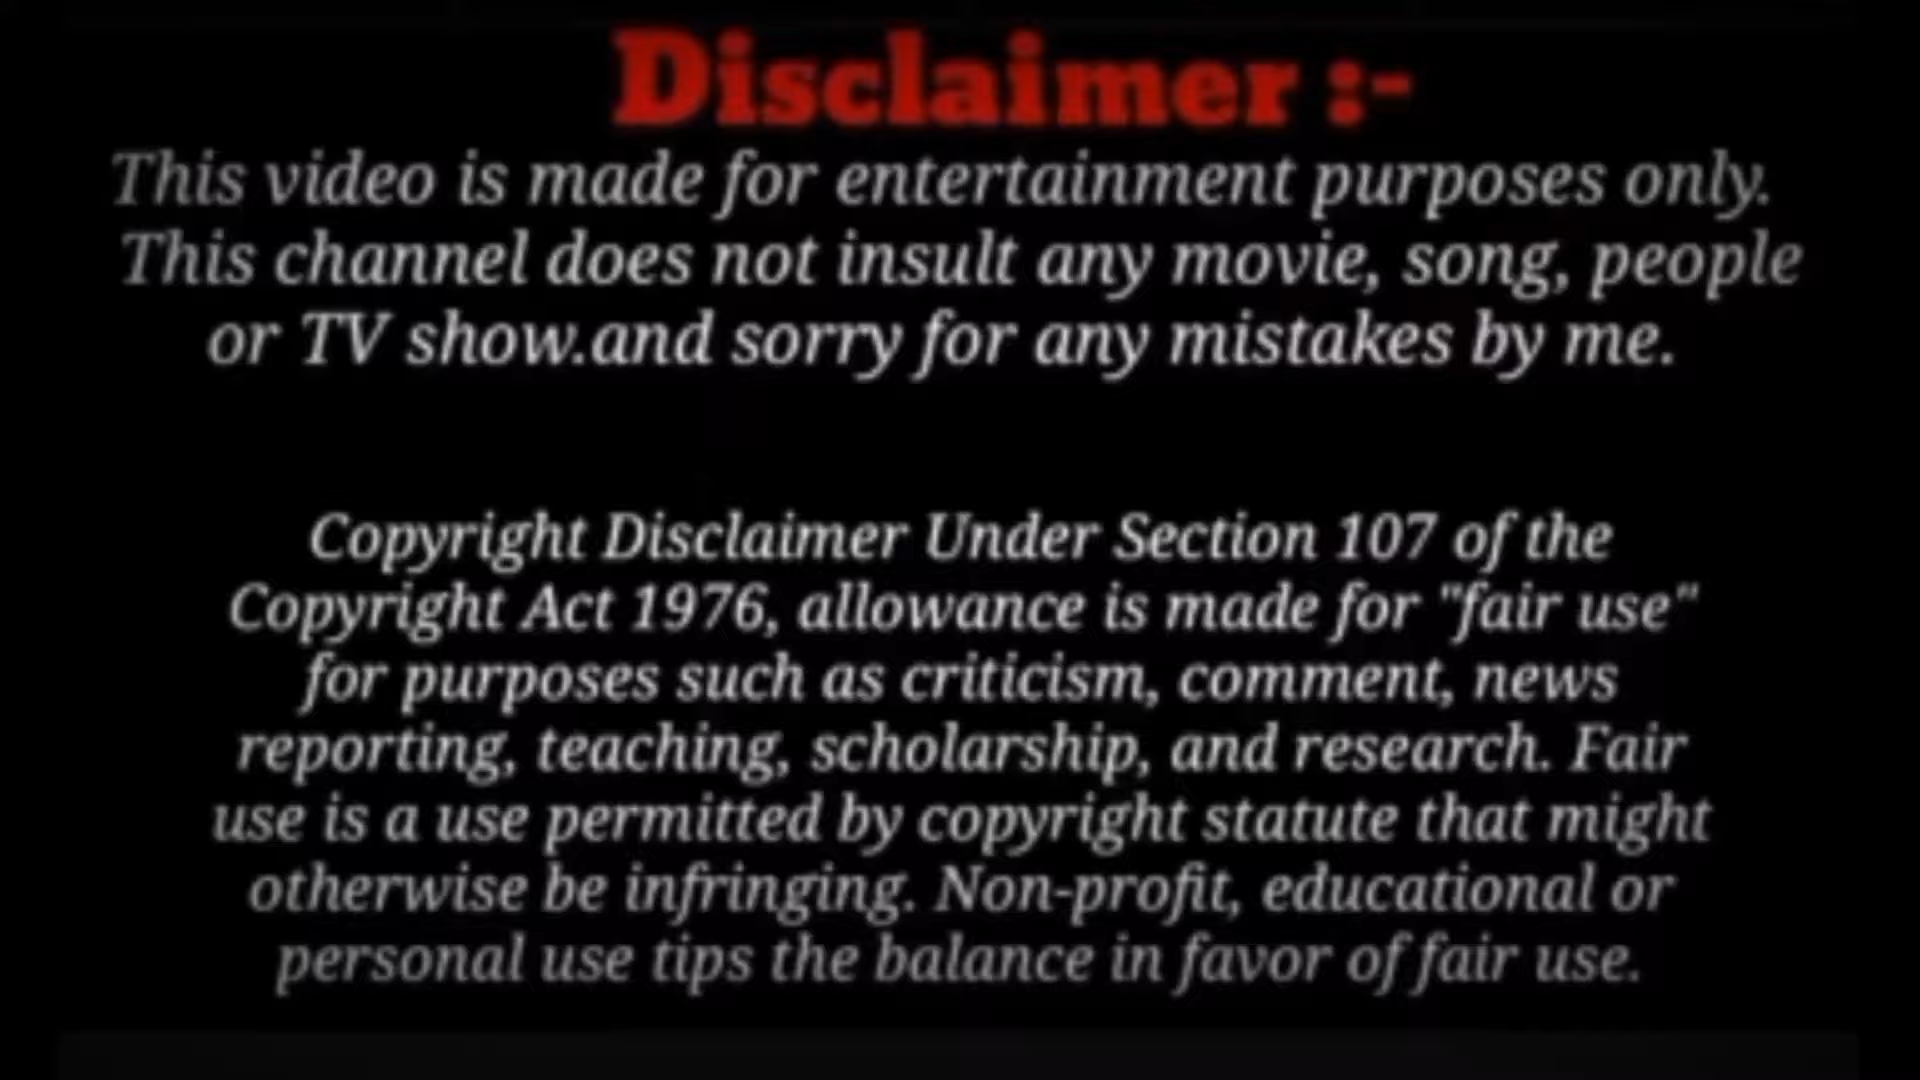 Disclaimer :-
This video is made for entertainment purposes only.
This channel does not insult any movie, song, people
or TV show.and sorry for any mistakes by me.
Copyright Disclaimer Under Section 107 of the
Copyright Act 1976, allowance is made for "fair use"
for purposes such as criticism, comment, news
reporting, teaching, scholarship, and research. Fair
use is a use permitted by copyright statute that might
otherwise be infringing. Non-profit, educational or
personal use tips the balance in favor of fair use.